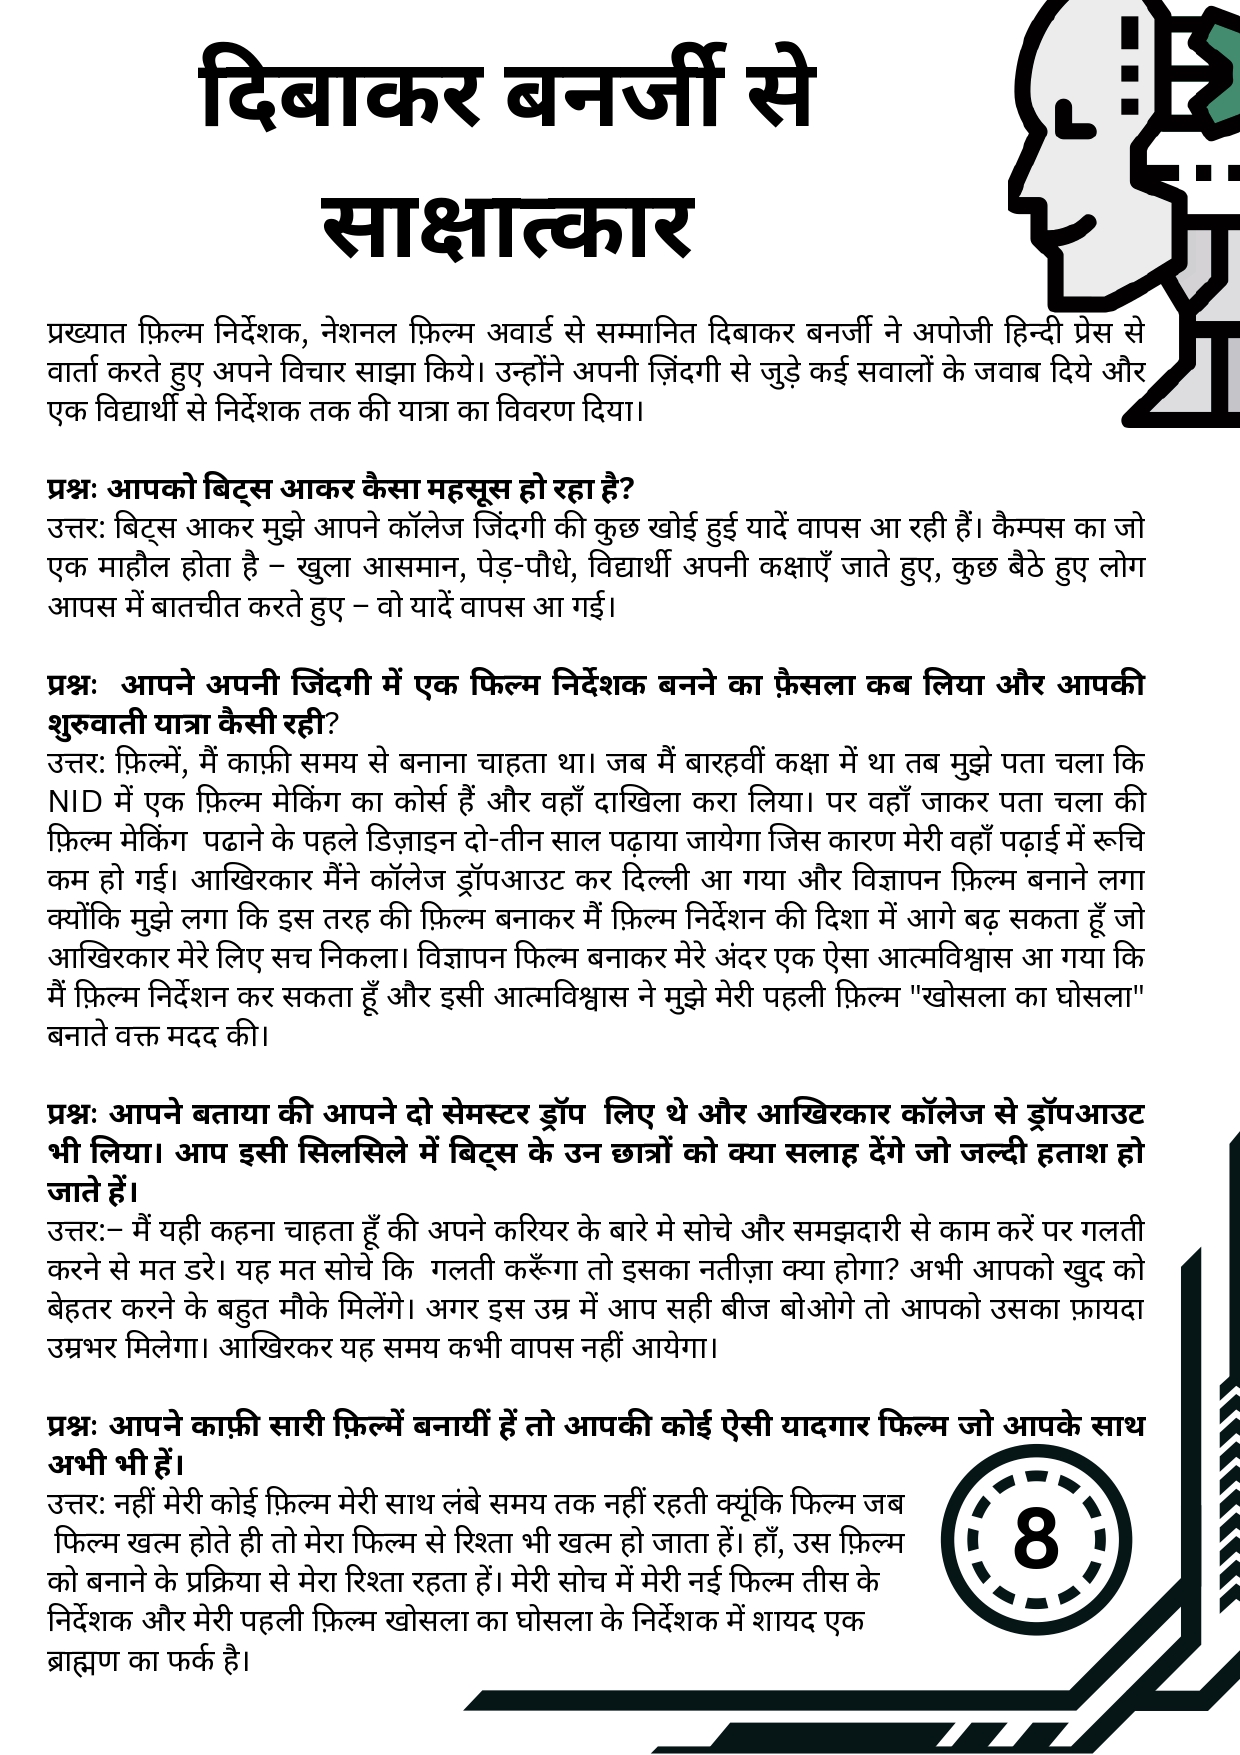 दिबाकर बनर्जी से
साक्षात्कार
प्रख्यात फ़िल्म निर्देशक, नेशनल फ़िल्म अवार्ड से सम्मानित दिबाकर बनर्जी ने अपोजी हिन्दी प्रेस से
वार्ता करते हुए अपने विचार साझा किये। उन्होंने अपनी ज़िंदगी से जुड़े कई सवालों के जवाब दिये और
एक विद्यार्थी से निर्देशक तक की यात्रा का विवरण दिया।
प्रश्नः आपको बिट्स आकर कैसा महसूस हो रहा है?
उत्तर: बिट्स आकर मुझे आपने कॉलेज जिंदगी की कुछ खोई हुई यादें वापस आ रही हैं। कैम्पस का जो
एक माहौल होता है – खुला आसमान, पेड़-पौधे, विद्यार्थी अपनी कक्षाएँ जाते हुए, कुछ बैठे हुए लोग
आपस में बातचीत करते हुए – वो यादें वापस आ गई।
प्रश्नः आपने अपनी जिंदगी में एक फिल्म निर्देशक बनने का फ़ैसला कब लिया और आपकी
शुरुवाती यात्रा कैसी रही?
उत्तर: फ़िल्में, मैं काफ़ी समय से बनाना चाहता था। जब मैं बारहवीं कक्षा में था तब मुझे पता चला कि
NID में एक फ़िल्म मेकिंग का कोर्स हैं और वहाँ दाखिला करा लिया। पर वहाँ जाकर पता चला की
फ़िल्म मेकिंग पढाने के पहले डिज़ाइन दो-तीन साल पढ़ाया जायेगा जिस कारण मेरी वहाँ पढ़ाई में रूचि
कम हो गई। आखिरकार मैंने कॉलेज ड्रॉपआउट कर दिल्ली आ गया और विज्ञापन फ़िल्म बनाने लगा
क्योंकि मुझे लगा कि इस तरह की फ़िल्म बनाकर मैं फ़िल्म निर्देशन की दिशा में आगे बढ़ सकता हूँ जो
आखिरकार मेरे लिए सच निकला। विज्ञापन फिल्म बनाकर मेरे अंदर एक ऐसा आत्मविश्वास आ गया कि
मैं फ़िल्म निर्देशन कर सकता हूँ और इसी आत्मविश्वास ने मुझे मेरी पहली फ़िल्म "खोसला का घोसला"
बनाते वक्त मदद की।
प्रश्नः आपने बताया की आपने दो सेमस्टर ड्रॉप लिए थे और आखिरकार कॉलेज से ड्रॉपआउट
भी लिया। आप इसी सिलसिले में बिट्स के उन छात्रों को क्या सलाह देंगे जो जल्दी हताश हो
जाते हें।
उत्तर:– मैं यही कहना चाहता हूँ की अपने करियर के बारे मे सोचे और समझदारी से काम करें पर गलती
करने से मत डरे। यह मत सोचे कि गलती करूँगा तो इसका नतीज़ा क्या होगा? अभी आपको खुद को
बेहतर करने के बहुत मौके मिलेंगे। अगर इस उम्र में आप सही बीज बोओगे तो आपको उसका फ़ायदा
उम्रभर मिलेगा। आखिरकर यह समय कभी वापस नहीं आयेगा।
प्रश्नः आपने काफ़ी सारी फ़िल्में बनायीं हें तो आपकी कोई ऐसी यादगार फिल्म जो आपके साथ
अभी भी हें।
उत्तर: नहीं मेरी कोई फ़िल्म मेरी साथ लंबे समय तक नहीं रहती क्यूंकि फिल्म जब
फिल्म खत्म होते ही तो मेरा फिल्म से रिश्ता भी खत्म हो जाता हें। हाँ, उस फ़िल्म
को बनाने के प्रक्रिया से मेरा रिश्ता रहता हें। मेरी सोच में मेरी नई फिल्म तीस के
निर्देशक और मेरी पहली फ़िल्म खोसला का घोसला के निर्देशक में शायद एक
ब्राह्मण का फर्क है।
8